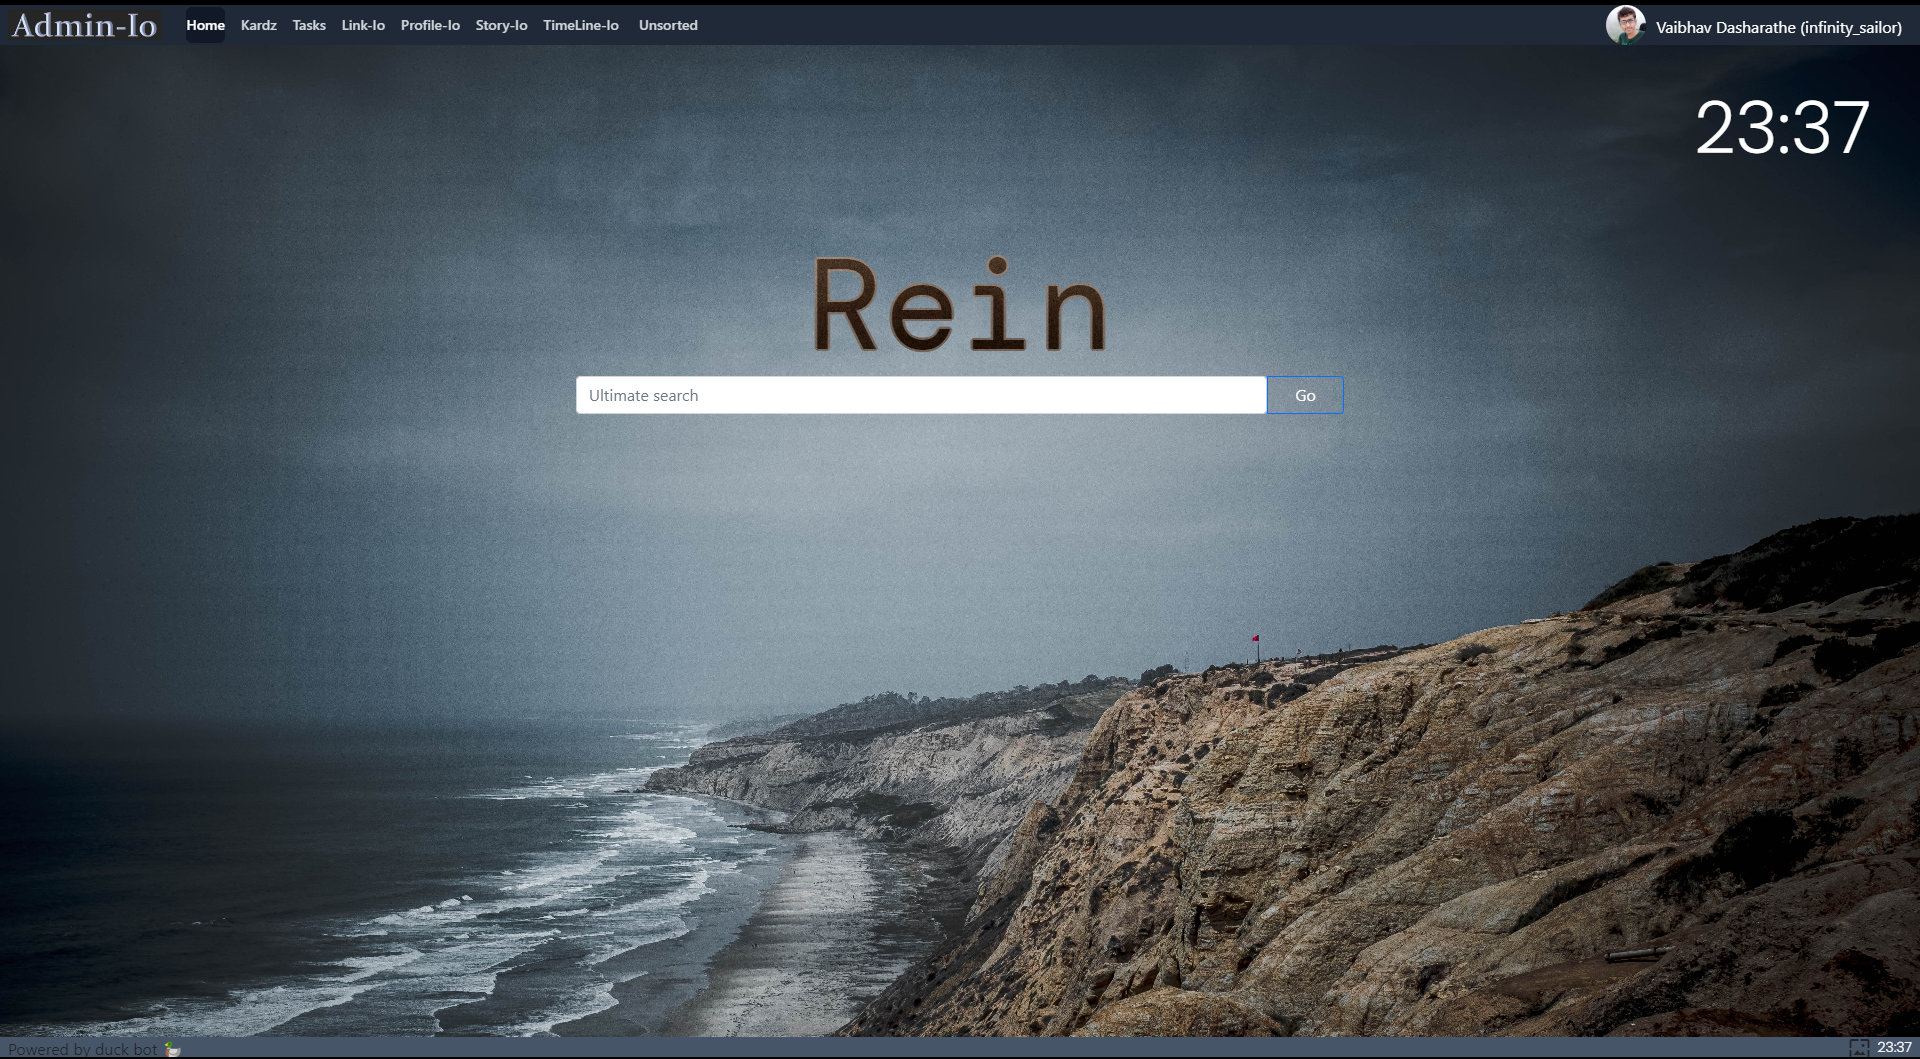 Admin-Io Home Kardz Tasks Link-Io Profile-Io Story-Io TimeLine-Io Unsorted Vaibhav Dasharathe (infinity_sailor)
23:37
Rein
Ultimate search Go
Powered by duck bot 23:37